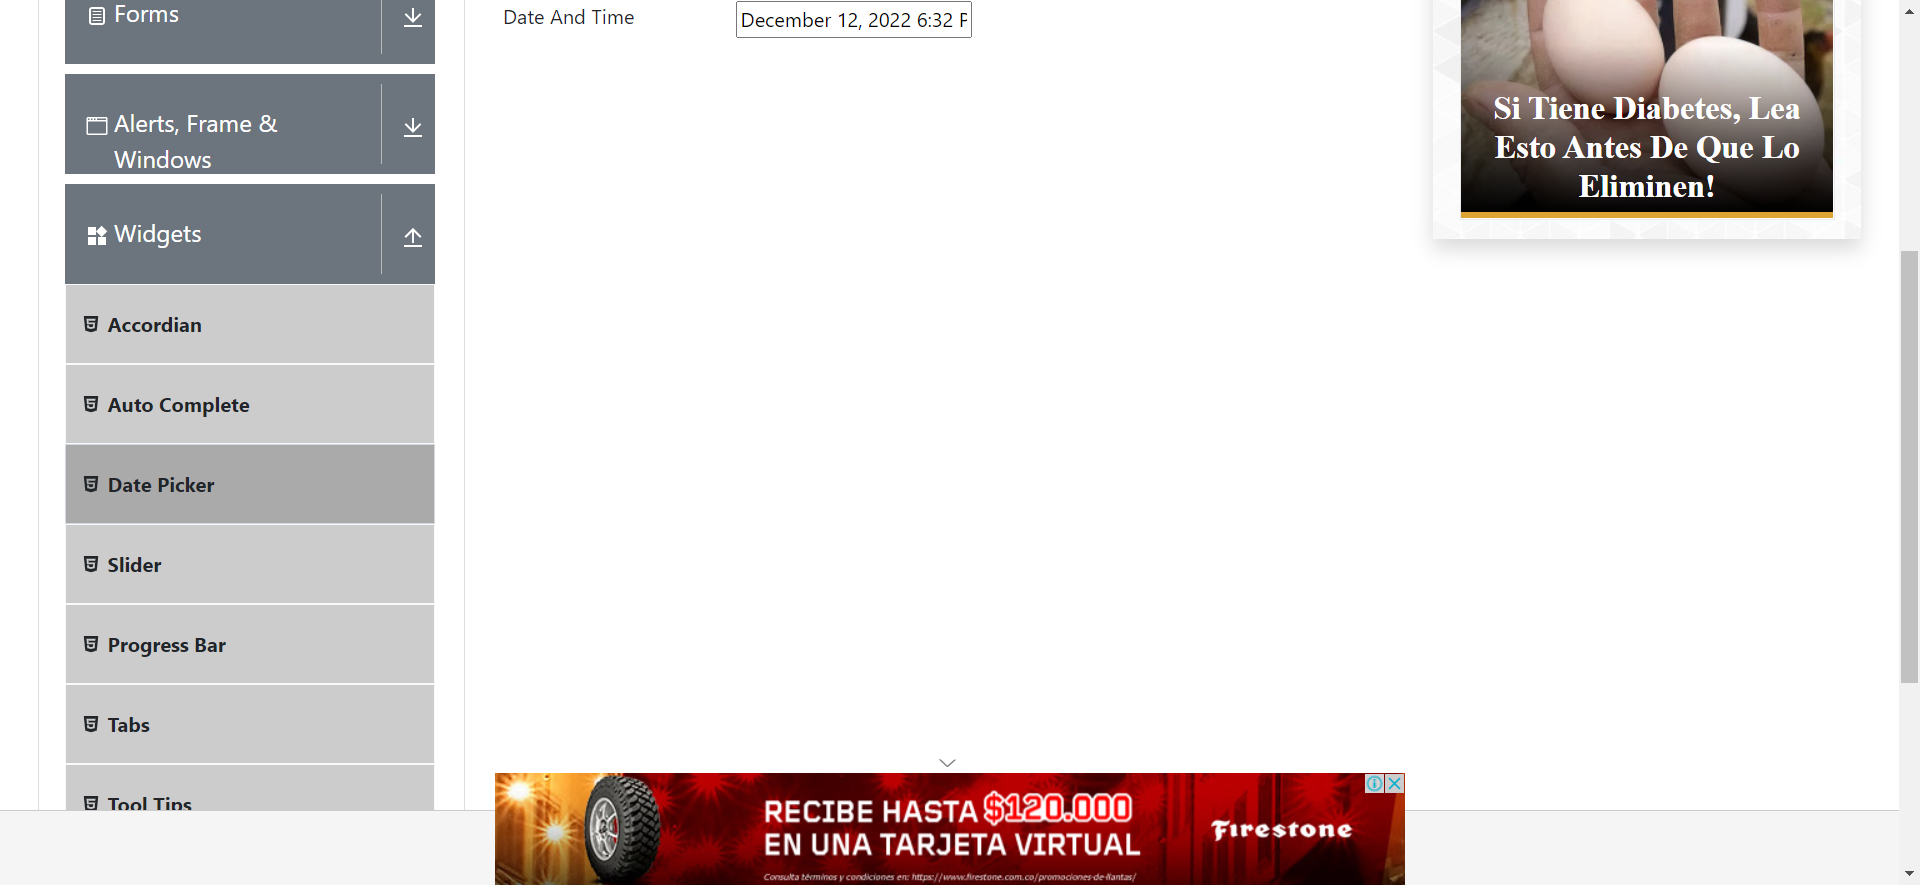 Forms
Alerts, Frame &
Windows
Widgets
Accordian
Auto Complete
Date Picker
Slider
Progress Bar
Tabs
Tool Tips
Date And Time
December 12, 2022 6:32 P
Si Tiene Diabetes, Lea
Esto Antes De Que Lo
Eliminen!
RECIBE HASTA $120.000
EN UNA TARJETA VIRTUAL
Consulta términos y condiciones en: https://www.firestone.com.co/promociones-de-llantas/
Firestone